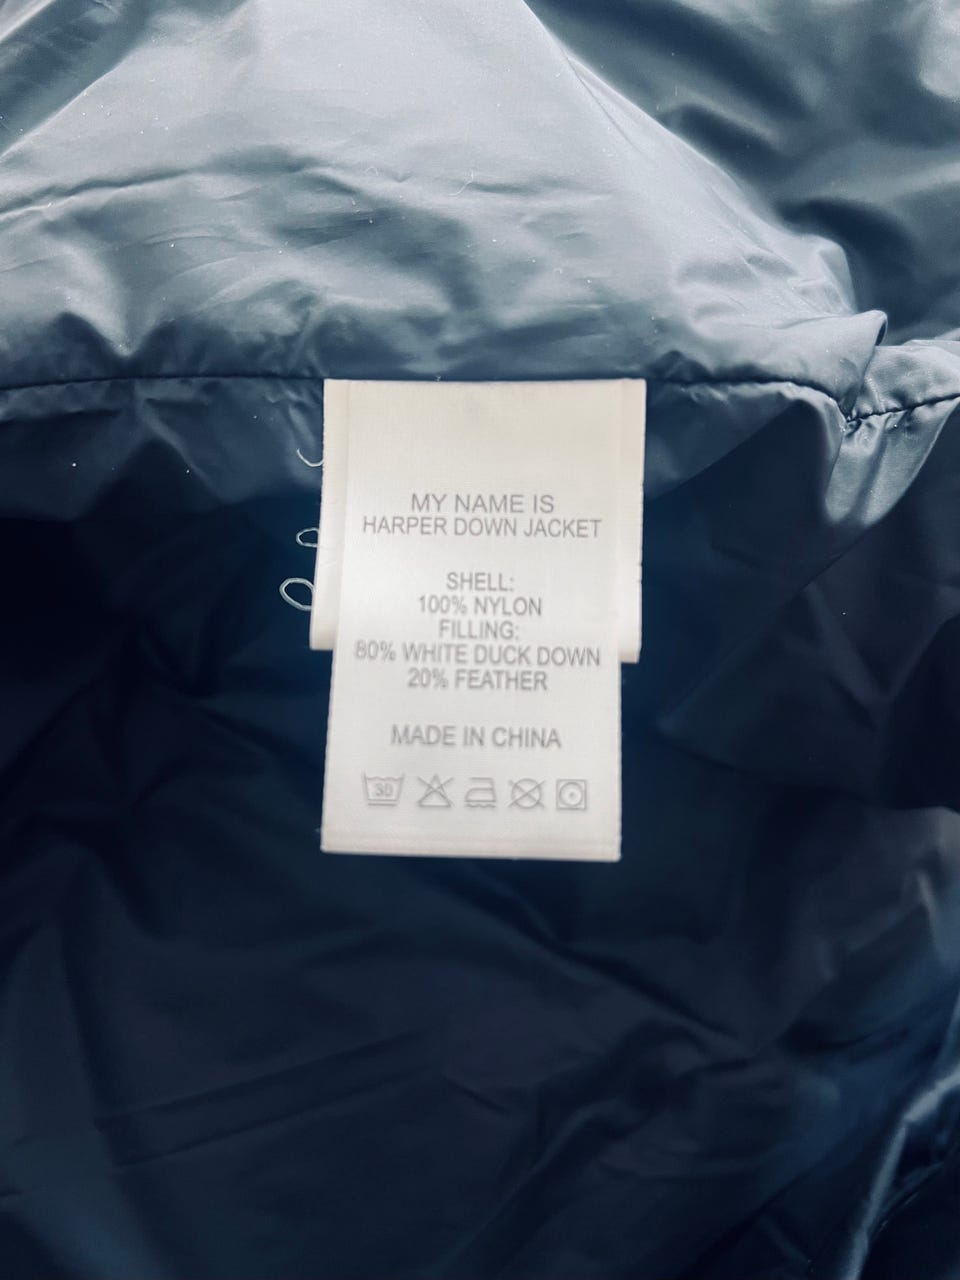 MY NAME IS
HARPER DOWN JACKET
SHELL:
100% NYLON
FILLING:
80% WHITE DUCK DOWN
20% FEATHER
MADE IN CHINA
30